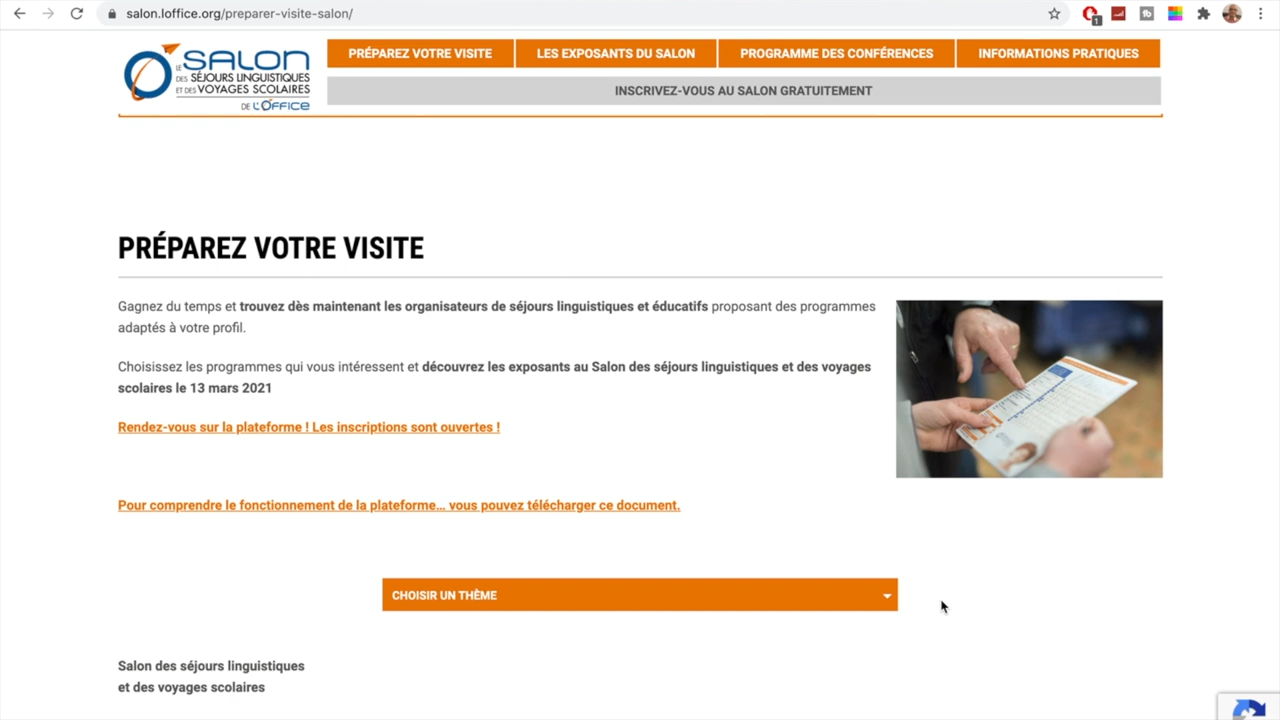 salon.loffice.org/preparer-visite-salon/
1
LE SALON
DES SÉJOURS LINGUISTIQUES
ET DES VOYAGES SCOLAIRES
DE L'OFFICE
PRÉPAREZ VOTRE VISITE
LES EXPOSANTS DU SALON
PROGRAMME DES CONFÉRENCES
INFORMATIONS PRATIQUES
INSCRIVEZ-VOUS AU SALON GRATUITEMENT
PRÉPAREZ VOTRE VISITE
Gagnez du temps et trouvez dès maintenant les organisateurs de séjours linguistiques et éducatifs proposant des programmes
adaptés à votre profil.
Choisissez les programmes qui vous intéressent et découvrez les exposants au Salon des séjours linguistiques et des voyages
scolaires le 13 mars 2021
Rendez-vous sur la plateforme ! Les inscriptions sont ouvertes !
Pour comprendre le fonctionnement de la plateforme… vous pouvez télécharger ce document.
CHOISIR UN THÈME
Salon des séjours linguistiques
et des voyages scolaires